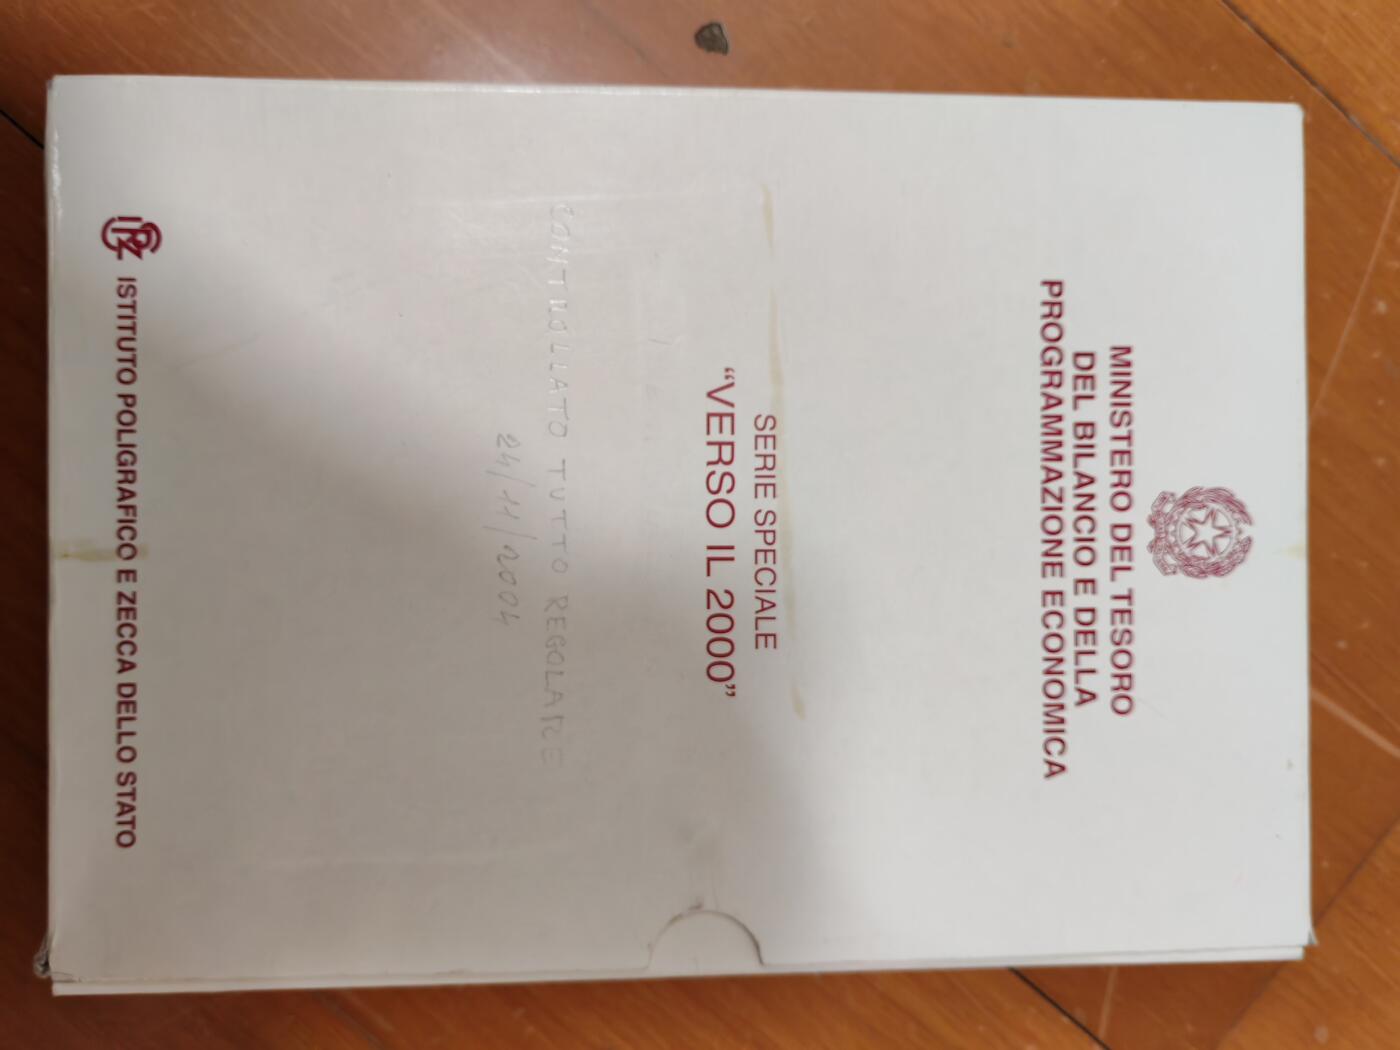 MINISTERO DEL TESORO
DEL BILANCIO E DELLA
PROGRAMMAZIONE ECONOMICA
SERIE SPECIALE
“VERSO IL 2000”
CONTROLLATO TUTTO REGOLARE
24/11/2004
IPZS ISTITUTO POLIGRAFICO E ZECCA DELLO STATO